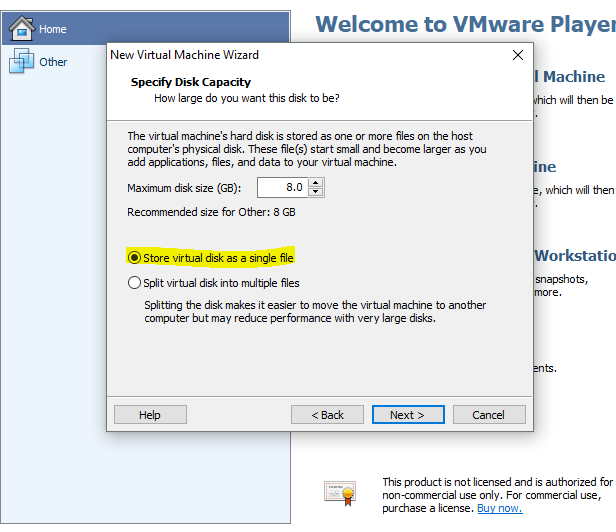 Home
Other
Welcome to VMware Player
New Virtual Machine Wizard
Specify Disk Capacity
How large do you want this disk to be?
The virtual machine's hard disk is stored as one or more files on the host
computer's physical disk. These file(s) start small and become larger as you
add applications, files, and data to your virtual machine.
Maximum disk size (GB): 8.0
Recommended size for Other: 8 GB
Store virtual disk as a single file
Split virtual disk into multiple files
Splitting the disk makes it easier to move the virtual machine to another
computer but may reduce performance with very large disks.
Help
< Back
Next >
Cancel
l Machine
which will then be
.
ine
e, which will then
.
Workstatio
snapshots,
more.
ents.
This product is not licensed and is authorized for
non-commercial use only. For commercial use,
purchase a license. Buy now.